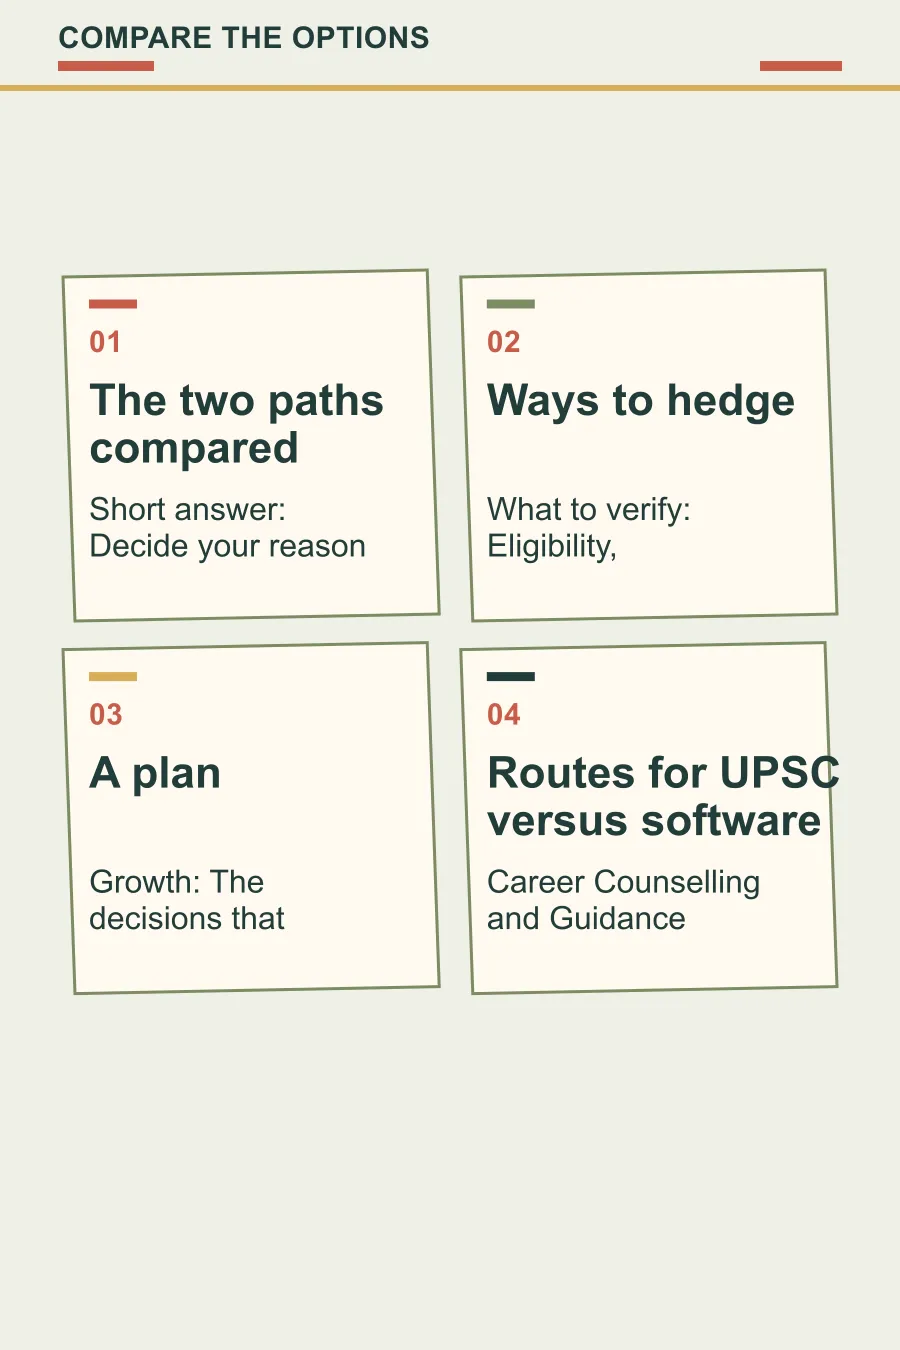 COMPARE THE OPTIONS
01
The two paths
compared
Short answer:
Decide your reason
02
Ways to hedge
What to verify:
Eligibility,
03
A plan
Growth: The
decisions that
04
Routes for UPSC
versus software
Career Counselling
and Guidance